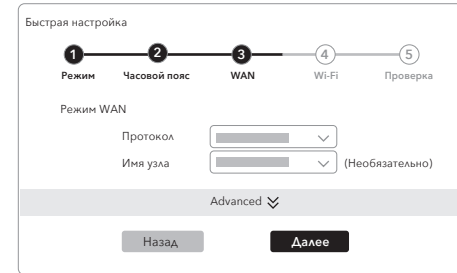 Быстрая настройка
1 2 3 4 5
Режим Часовой пояс WAN Wi-Fi Проверка
Режим WAN
Протокол
Имя узла (Необязательно)
Advanced
Назад Далее